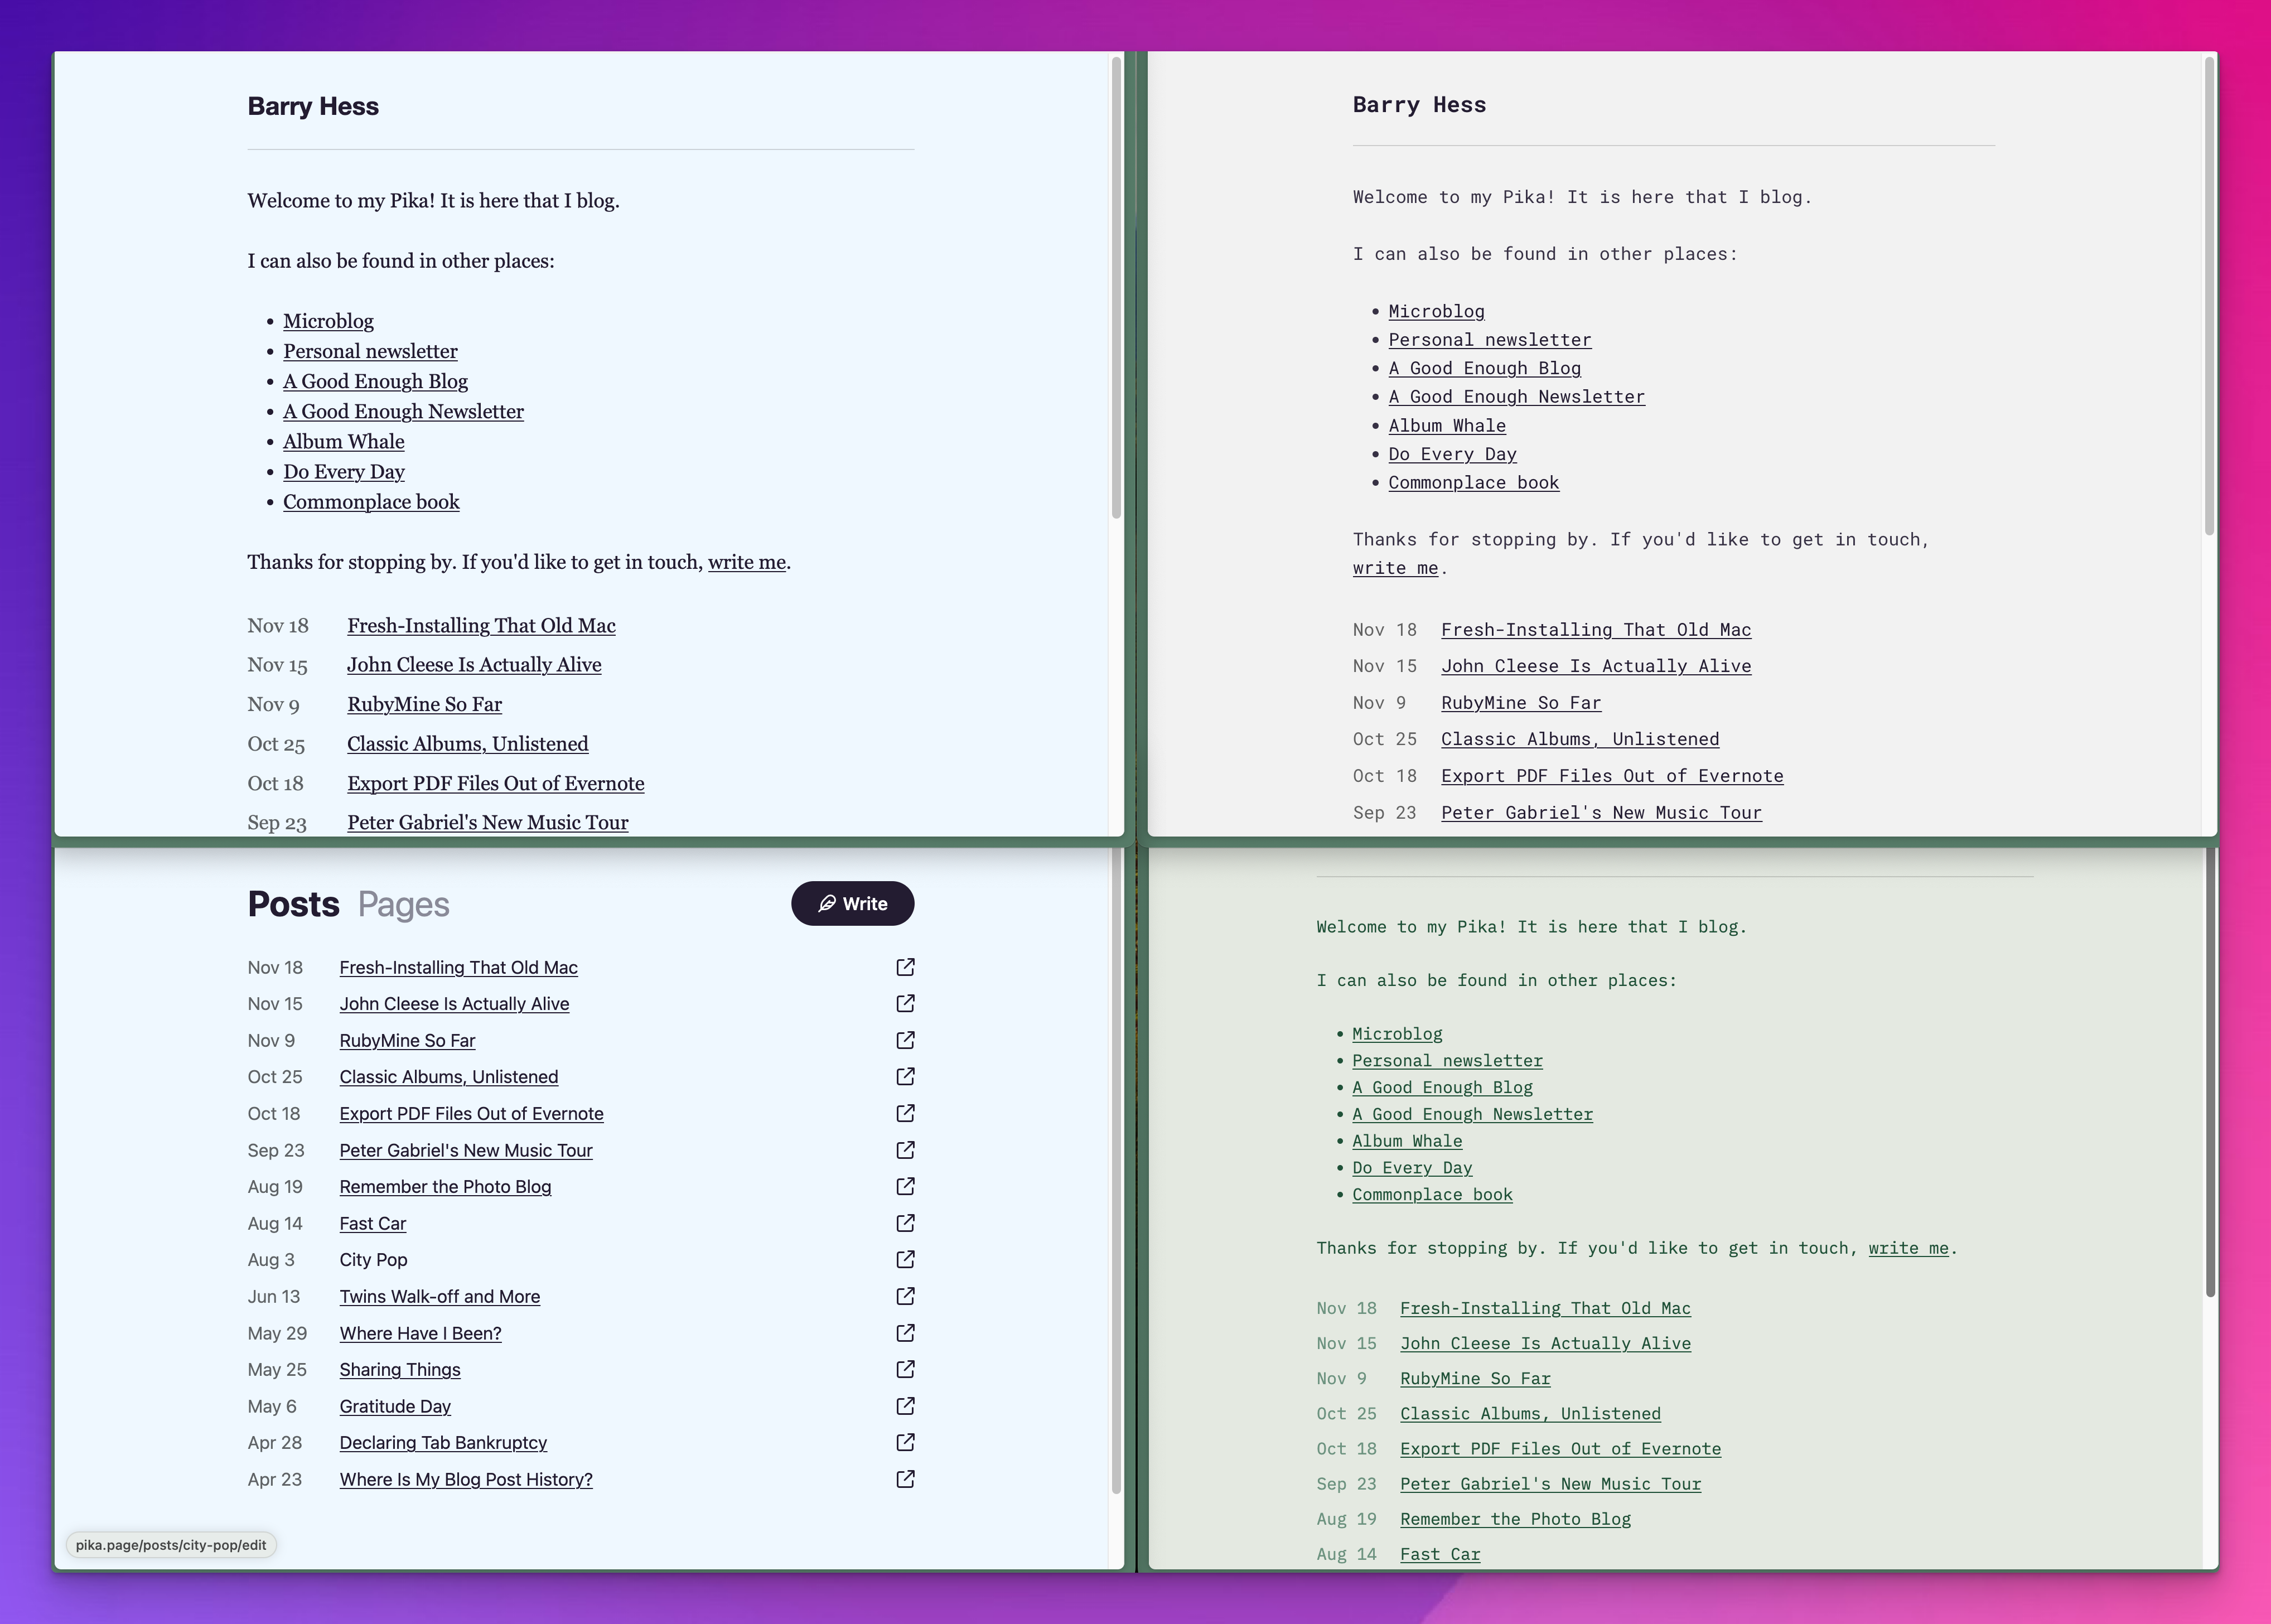 Barry Hess
Welcome to my Pika! It is here that I blog.
I can also be found in other places:
Microblog
Personal newsletter
A Good Enough Blog
A Good Enough Newsletter
Album Whale
Do Every Day
Commonplace book
Thanks for stopping by. If you'd like to get in touch, write me.
Nov 18 Fresh-Installing That Old Mac
Nov 15 John Cleese Is Actually Alive
Nov 9 RubyMine So Far
Oct 25 Classic Albums, Unlistened
Oct 18 Export PDF Files Out of Evernote
Sep 23 Peter Gabriel's New Music Tour
Barry Hess
Welcome to my Pika! It is here that I blog.
I can also be found in other places:
Microblog
Personal newsletter
A Good Enough Blog
A Good Enough Newsletter
Album Whale
Do Every Day
Commonplace book
Thanks for stopping by. If you'd like to get in touch,
write me.
Nov 18 Fresh-Installing That Old Mac
Nov 15 John Cleese Is Actually Alive
Nov 9 RubyMine So Far
Oct 25 Classic Albums, Unlistened
Oct 18 Export PDF Files Out of Evernote
Sep 23 Peter Gabriel's New Music Tour
Posts Pages Write
Nov 18 Fresh-Installing That Old Mac
Nov 15 John Cleese Is Actually Alive
Nov 9 RubyMine So Far
Oct 25 Classic Albums, Unlistened
Oct 18 Export PDF Files Out of Evernote
Sep 23 Peter Gabriel's New Music Tour
Aug 19 Remember the Photo Blog
Aug 14 Fast Car
Aug 3 City Pop
Jun 13 Twins Walk-off and More
May 29 Where Have I Been?
May 25 Sharing Things
May 6 Gratitude Day
Apr 28 Declaring Tab Bankruptcy
Apr 23 Where Is My Blog Post History?
pika.page/posts/city-pop/edit
Welcome to my Pika! It is here that I blog.
I can also be found in other places:
Microblog
Personal newsletter
A Good Enough Blog
A Good Enough Newsletter
Album Whale
Do Every Day
Commonplace book
Thanks for stopping by. If you'd like to get in touch, write me.
Nov 18 Fresh-Installing That Old Mac
Nov 15 John Cleese Is Actually Alive
Nov 9 RubyMine So Far
Oct 25 Classic Albums, Unlistened
Oct 18 Export PDF Files Out of Evernote
Sep 23 Peter Gabriel's New Music Tour
Aug 19 Remember the Photo Blog
Aug 14 Fast Car